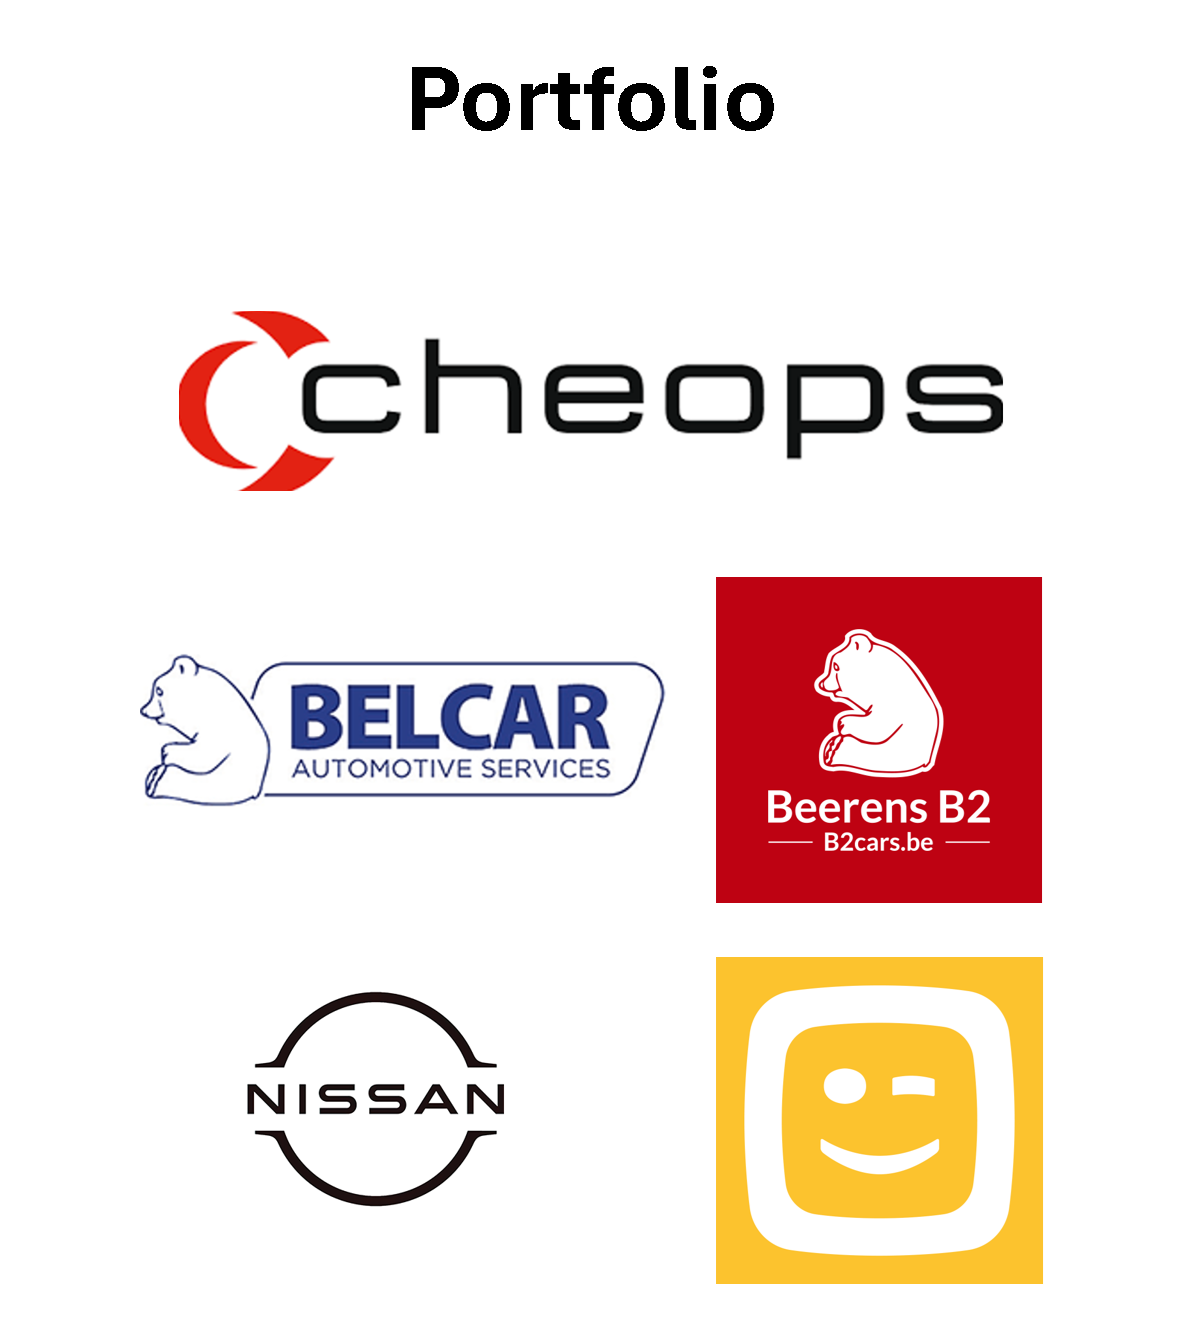 Portfolio
cheops
BELCAR
AUTOMOTIVE SERVICES
Beerens B2
B2cars.be
NISSAN